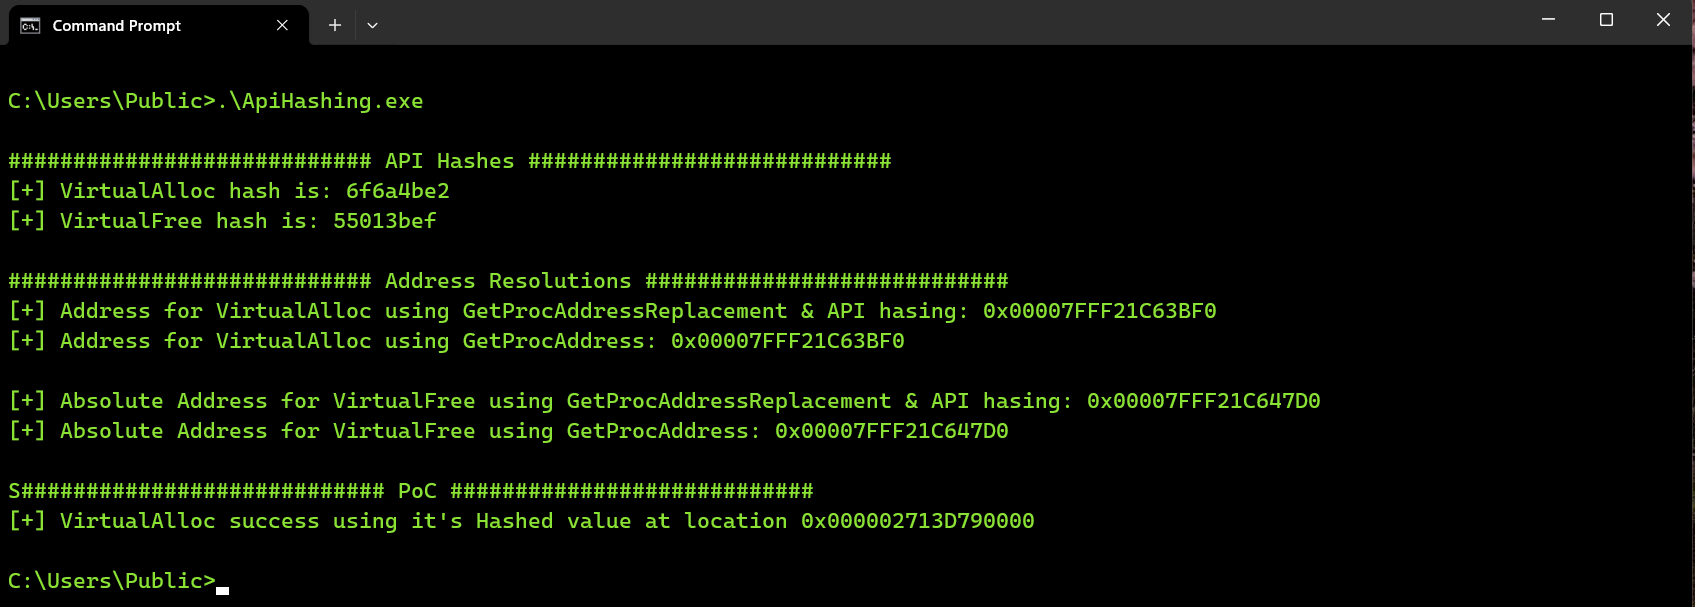 Command Prompt
C:\Users\Public>.\ApiHashing.exe
############################ API Hashes ############################
[+] VirtualAlloc hash is: 6f6a4be2
[+] VirtualFree hash is: 55013bef
############################ Address Resolutions ############################
[+] Address for VirtualAlloc using GetProcAddressReplacement & API hasing: 0x00007FFF21C63BF0
[+] Address for VirtualAlloc using GetProcAddress: 0x00007FFF21C63BF0
[+] Absolute Address for VirtualFree using GetProcAddressReplacement & API hasing: 0x00007FFF21C647D0
[+] Absolute Address for VirtualFree using GetProcAddress: 0x00007FFF21C647D0
S############################ PoC ############################
[+] VirtualAlloc success using it's Hashed value at location 0x000002713D790000
C:\Users\Public>